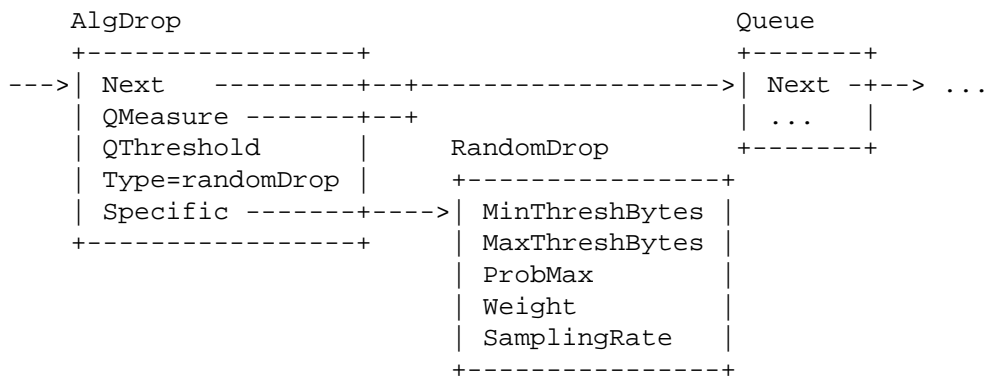 AlgDrop Queue
+-----------------+ +-------+
--->| Next ---------+--+------------------->| Next -+--> ...
| QMeasure -------+--+ | ... |
| QThreshold | RandomDrop +-------+
| Type=randomDrop | +----------------+
| Specific -------+---->| MinThreshBytes |
+-----------------+ | MaxThreshBytes |
| ProbMax |
| Weight |
| SamplingRate |
+----------------+